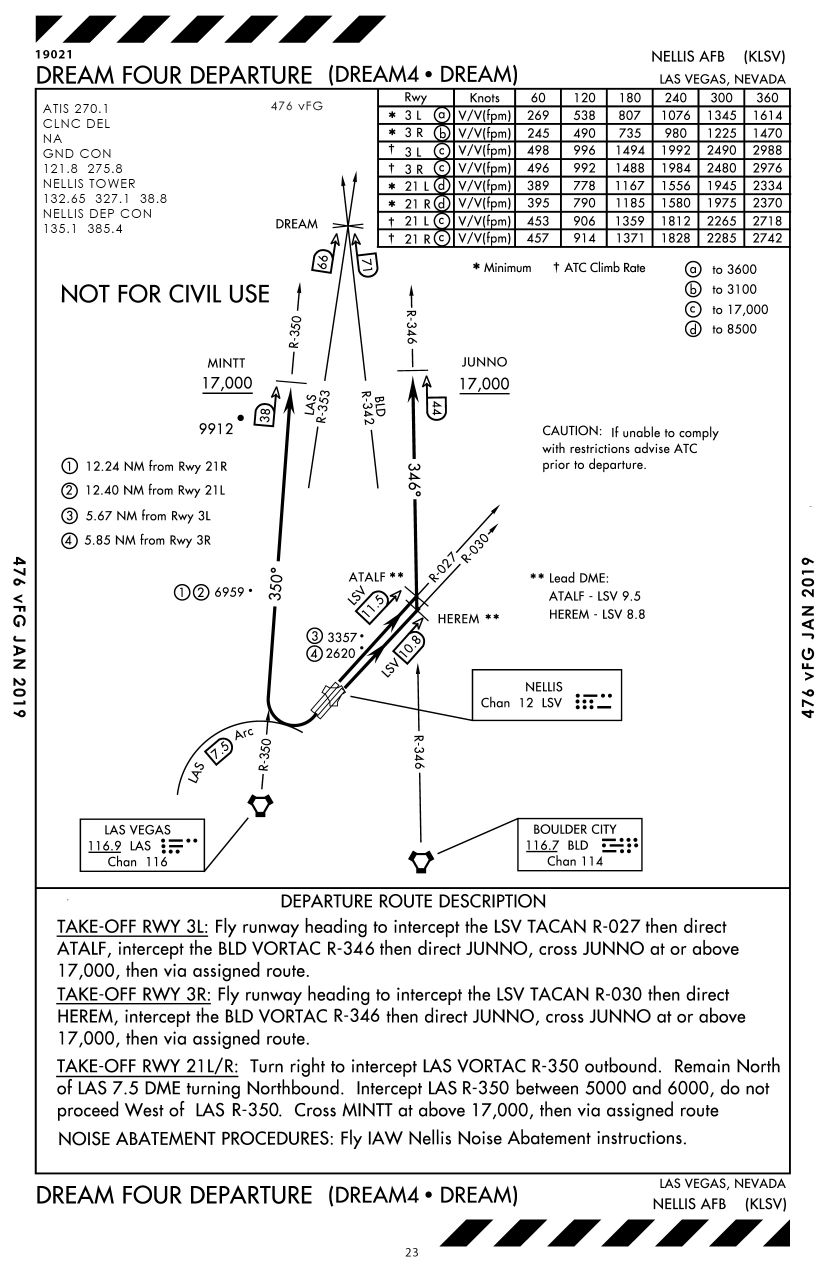 19021
NELLIS AFB (KLSV)
DREAM FOUR DEPARTURE (DREAM4 • DREAM)
LAS VEGAS, NEVADA
ATIS 270.1
CLNC DEL
NA
GND CON
121.8 275.8
NELLIS TOWER
132.65 327.1 38.8
NELLIS DEP CON
135.1 385.4
476 vFG
Rwy Knots 60 120 180 240 300 360
* 3 L ⓐ V/V(fpm) 269 538 807 1076 1345 1614
* 3 R ⓑ V/V(fpm) 245 490 735 980 1225 1470
† 3 L ⓒ V/V(fpm) 498 996 1494 1992 2490 2988
† 3 R ⓒ V/V(fpm) 496 992 1488 1984 2480 2976
* 21 L ⓓ V/V(fpm) 389 778 1167 1556 1945 2334
* 21 R ⓓ V/V(fpm) 395 790 1185 1580 1975 2370
† 21 L ⓒ V/V(fpm) 453 906 1359 1812 2265 2718
† 21 R ⓒ V/V(fpm) 457 914 1371 1828 2285 2742
* Minimum † ATC Climb Rate
ⓐ to 3600
ⓑ to 3100
ⓒ to 17,000
ⓓ to 8500
DREAM
66
71
NOT FOR CIVIL USE
R-350
R-346
MINTT
17,000
JUNNO
17,000
38
LAS
R-353
BLD
R-342
44
9912
CAUTION: If unable to comply
with restrictions advise ATC
prior to departure.
① 12.24 NM from Rwy 21R
② 12.40 NM from Rwy 21L
③ 5.67 NM from Rwy 3L
④ 5.85 NM from Rwy 3R
346°
350°
R-027
R-030
ATALF **
LSV
11.5
① ② 6959
** Lead DME:
ATALF - LSV 9.5
HEREM - LSV 8.8
HEREM **
③ 3357
④ 2620
LSV
10.8
NELLIS
Chan 12 LSV
LAS
7.5
Arc
R-350
R-346
LAS VEGAS
116.9 LAS
Chan 116
BOULDER CITY
116.7 BLD
Chan 114
476 vFG JAN 2019
476 vFG JAN 2019
DEPARTURE ROUTE DESCRIPTION
TAKE-OFF RWY 3L: Fly runway heading to intercept the LSV TACAN R-027 then direct
ATALF, intercept the BLD VORTAC R-346 then direct JUNNO, cross JUNNO at or above
17,000, then via assigned route.
TAKE-OFF RWY 3R: Fly runway heading to intercept the LSV TACAN R-030 then direct
HEREM, intercept the BLD VORTAC R-346 then direct JUNNO, cross JUNNO at or above
17,000, then via assigned route.
TAKE-OFF RWY 21L/R: Turn right to intercept LAS VORTAC R-350 outbound. Remain North
of LAS 7.5 DME turning Northbound. Intercept LAS R-350 between 5000 and 6000, do not
proceed West of LAS R-350. Cross MINTT at above 17,000, then via assigned route
NOISE ABATEMENT PROCEDURES: Fly IAW Nellis Noise Abatement instructions.
DREAM FOUR DEPARTURE (DREAM4 • DREAM)
LAS VEGAS, NEVADA
NELLIS AFB (KLSV)
23